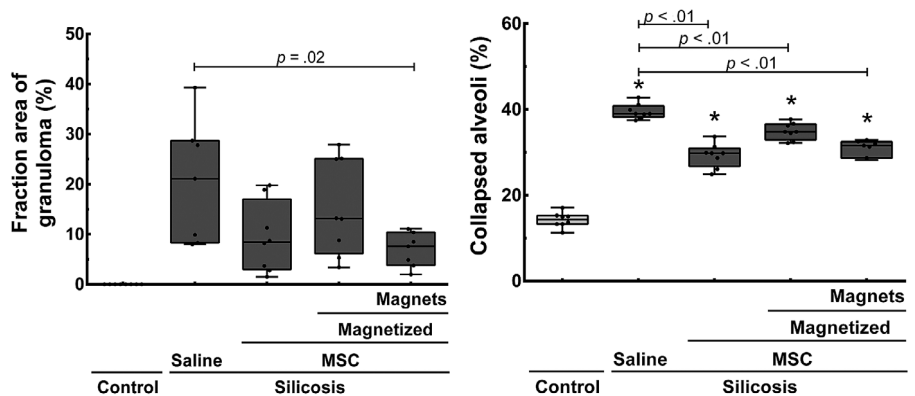 Fraction area of
granuloma (%)
50
40
30
20
10
0
p = .02
Magnets
Magnetized
Saline
MSC
Control
Silicosis
Collapsed alveoli (%)
60
40
20
0
p < .01
p < .01
p < .01
*
*
*
*
Magnets
Magnetized
Saline
MSC
Control
Silicosis